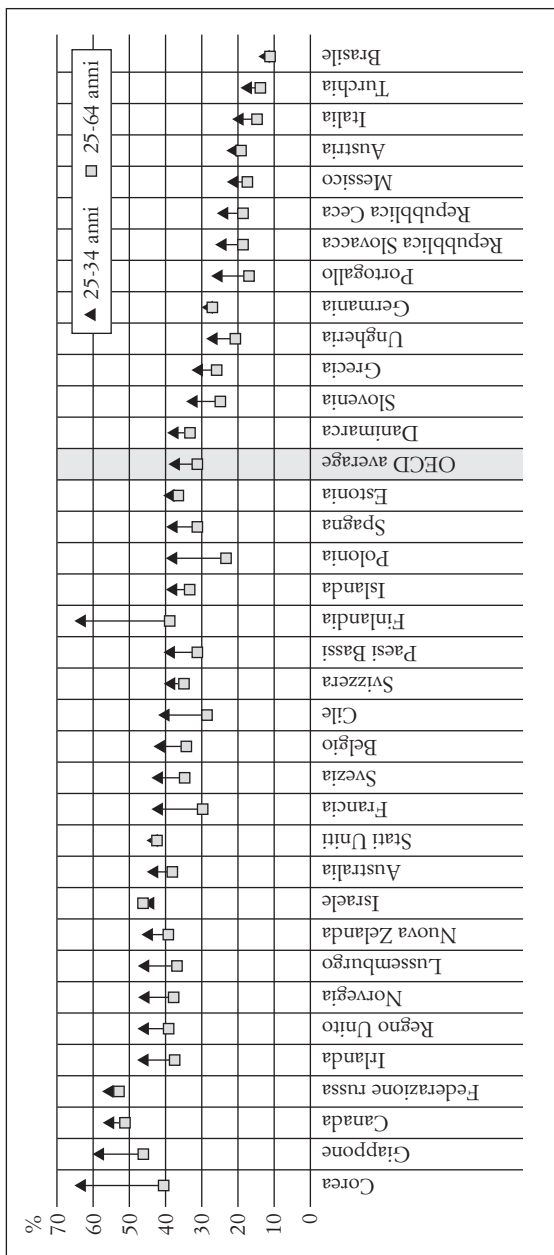 %
70
60
50
40
30
20
10
0
▲ 25-34 anni □ 25-64 anni
Corea
Giappone
Canada
Federazione russa
Irlanda
Regno Unito
Norvegia
Lussemburgo
Nuova Zelanda
Israele
Australia
Stati Uniti
Francia
Svezia
Belgio
Cile
Svizzera
Paesi Bassi
Finlandia
Islanda
Polonia
Spagna
Estonia
OECD average
Danimarca
Slovenia
Grecia
Ungheria
Germania
Portogallo
Repubblica Slovacca
Repubblica Ceca
Messico
Austria
Italia
Turchia
Brasile